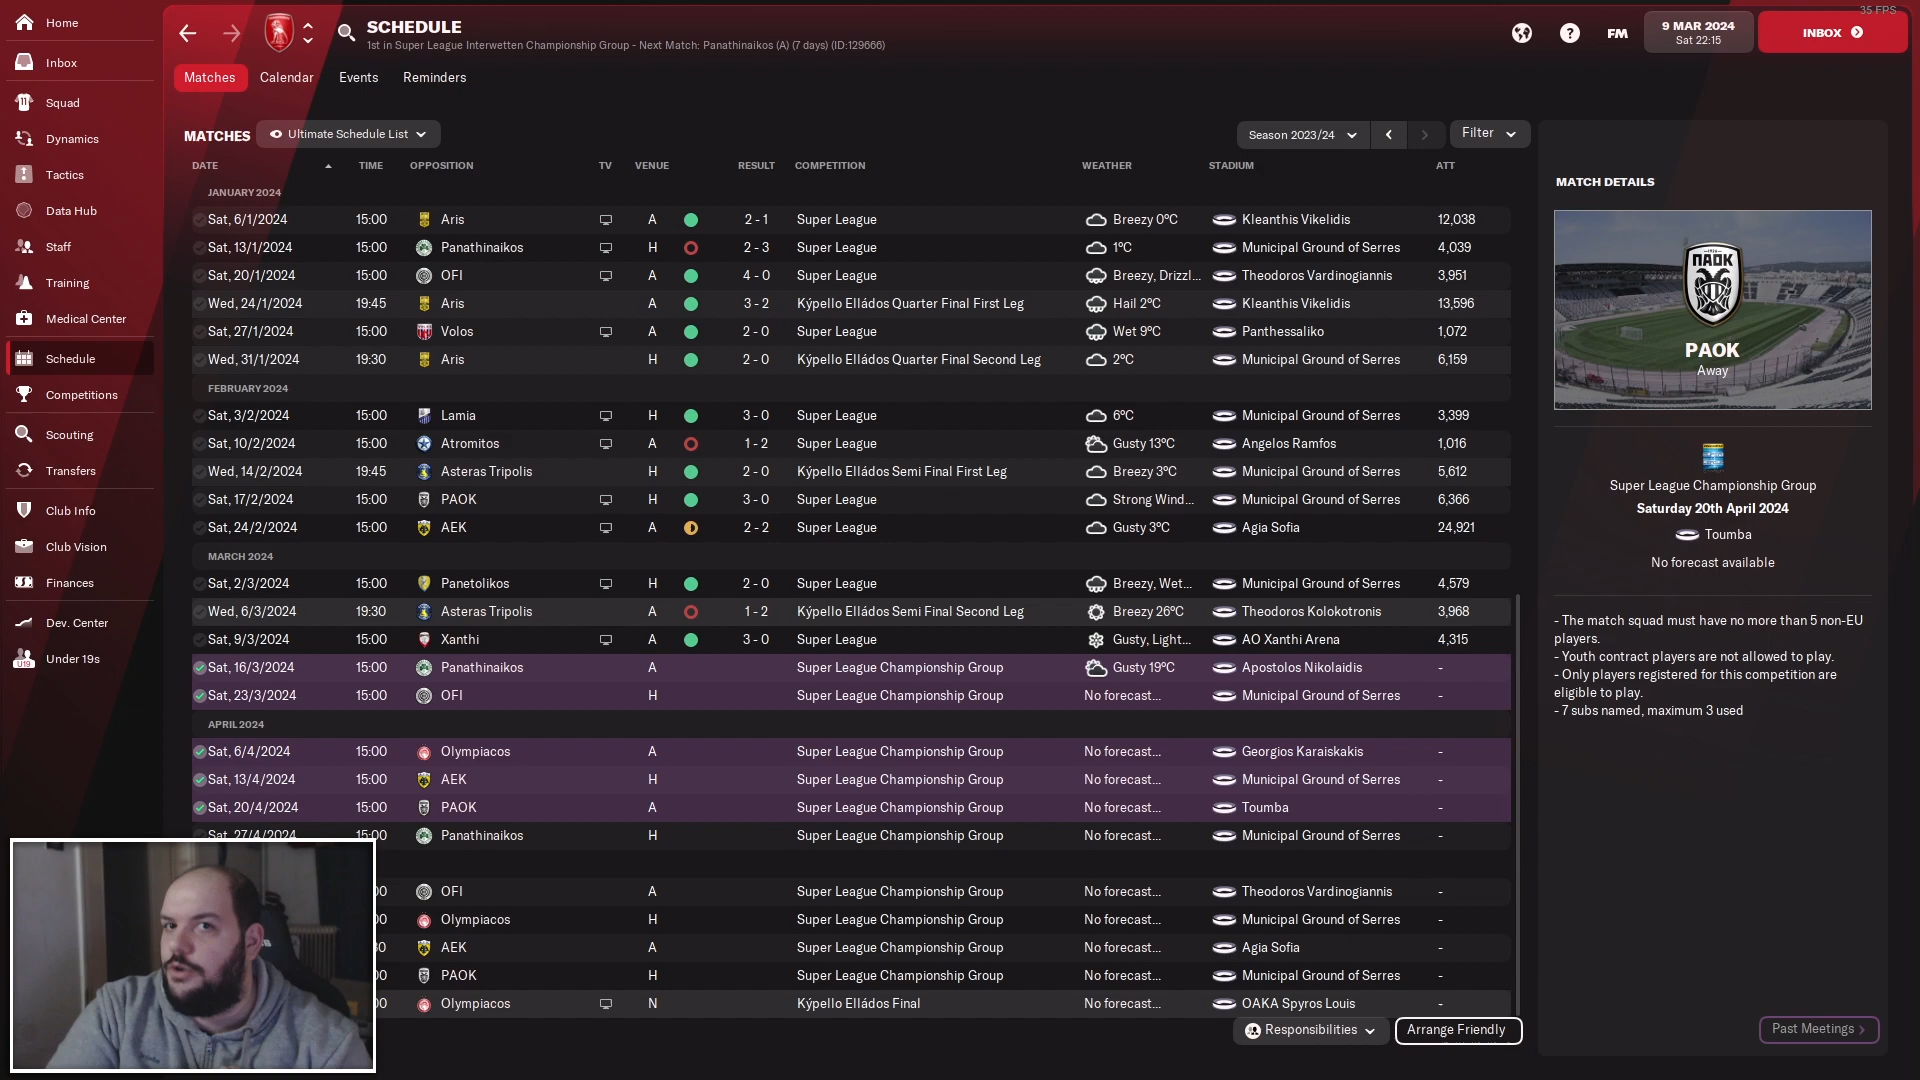 35 FPS
Home
Inbox
Squad
Dynamics
Tactics
Data Hub
Staff
Training
Medical Center
Schedule
Competitions
Scouting
Transfers
Club Info
Club Vision
Finances
Dev. Center
Under 19s
U19
SCHEDULE
1st in Super League Interwetten Championship Group - Next Match: Panathinaikos (A) (7 days) (ID:129666)
FM
9 MAR 2024
Sat 22:15
INBOX
Matches Calendar Events Reminders
MATCHES Ultimate Schedule List Season 2023/24 Filter
DATE TIME OPPOSITION TV VENUE RESULT COMPETITION WEATHER STADIUM ATT
JANUARY 2024
Sat, 6/1/2024 15:00 Aris A 2 - 1 Super League Breezy 0°C Kleanthis Vikelidis 12,038
Sat, 13/1/2024 15:00 Panathinaikos H 2 - 3 Super League 1°C Municipal Ground of Serres 4,039
Sat, 20/1/2024 15:00 OFI A 4 - 0 Super League Breezy, Drizzl... Theodoros Vardinogiannis 3,951
Wed, 24/1/2024 19:45 Aris A 3 - 2 Kýpello Elládos Quarter Final First Leg Hail 2°C Kleanthis Vikelidis 13,596
Sat, 27/1/2024 15:00 Volos A 2 - 0 Super League Wet 9°C Panthessaliko 1,072
Wed, 31/1/2024 19:30 Aris H 2 - 0 Kýpello Elládos Quarter Final Second Leg 2°C Municipal Ground of Serres 6,159
FEBRUARY 2024
Sat, 3/2/2024 15:00 Lamia H 3 - 0 Super League 6°C Municipal Ground of Serres 3,399
Sat, 10/2/2024 15:00 Atromitos A 1 - 2 Super League Gusty 13°C Angelos Ramfos 1,016
Wed, 14/2/2024 19:45 Asteras Tripolis H 2 - 0 Kýpello Elládos Semi Final First Leg Breezy 3°C Municipal Ground of Serres 5,612
Sat, 17/2/2024 15:00 PAOK H 3 - 0 Super League Strong Wind... Municipal Ground of Serres 6,366
Sat, 24/2/2024 15:00 AEK A 2 - 2 Super League Gusty 3°C Agia Sofia 24,921
MARCH 2024
Sat, 2/3/2024 15:00 Panetolikos H 2 - 0 Super League Breezy, Wet... Municipal Ground of Serres 4,579
Wed, 6/3/2024 19:30 Asteras Tripolis A 1 - 2 Kýpello Elládos Semi Final Second Leg Breezy 26°C Theodoros Kolokotronis 3,968
Sat, 9/3/2024 15:00 Xanthi A 3 - 0 Super League Gusty, Light... AO Xanthi Arena 4,315
Sat, 16/3/2024 15:00 Panathinaikos A Super League Championship Group Gusty 19°C Apostolos Nikolaidis -
Sat, 23/3/2024 15:00 OFI H Super League Championship Group No forecast... Municipal Ground of Serres -
APRIL 2024
Sat, 6/4/2024 15:00 Olympiacos A Super League Championship Group No forecast... Georgios Karaiskakis -
Sat, 13/4/2024 15:00 AEK H Super League Championship Group No forecast... Municipal Ground of Serres -
Sat, 20/4/2024 15:00 PAOK A Super League Championship Group No forecast... Toumba -
Sat, 27/4/2024 15:00 Panathinaikos H Super League Championship Group No forecast... Municipal Ground of Serres -
OFI A Super League Championship Group No forecast... Theodoros Vardinogiannis -
Olympiacos H Super League Championship Group No forecast... Municipal Ground of Serres -
AEK A Super League Championship Group No forecast... Agia Sofia -
PAOK H Super League Championship Group No forecast... Municipal Ground of Serres -
Olympiacos N Kýpello Elládos Final No forecast... OAKA Spyros Louis -
Responsibilities Arrange Friendly
MATCH DETAILS
ΠΑΟΚ
PAOK
Away
Super League Championship Group
Saturday 20th April 2024
Toumba
No forecast available
- The match squad must have no more than 5 non-EU
players.
- Youth contract players are not allowed to play.
- Only players registered for this competition are
eligible to play.
- 7 subs named, maximum 3 used
Past Meetings